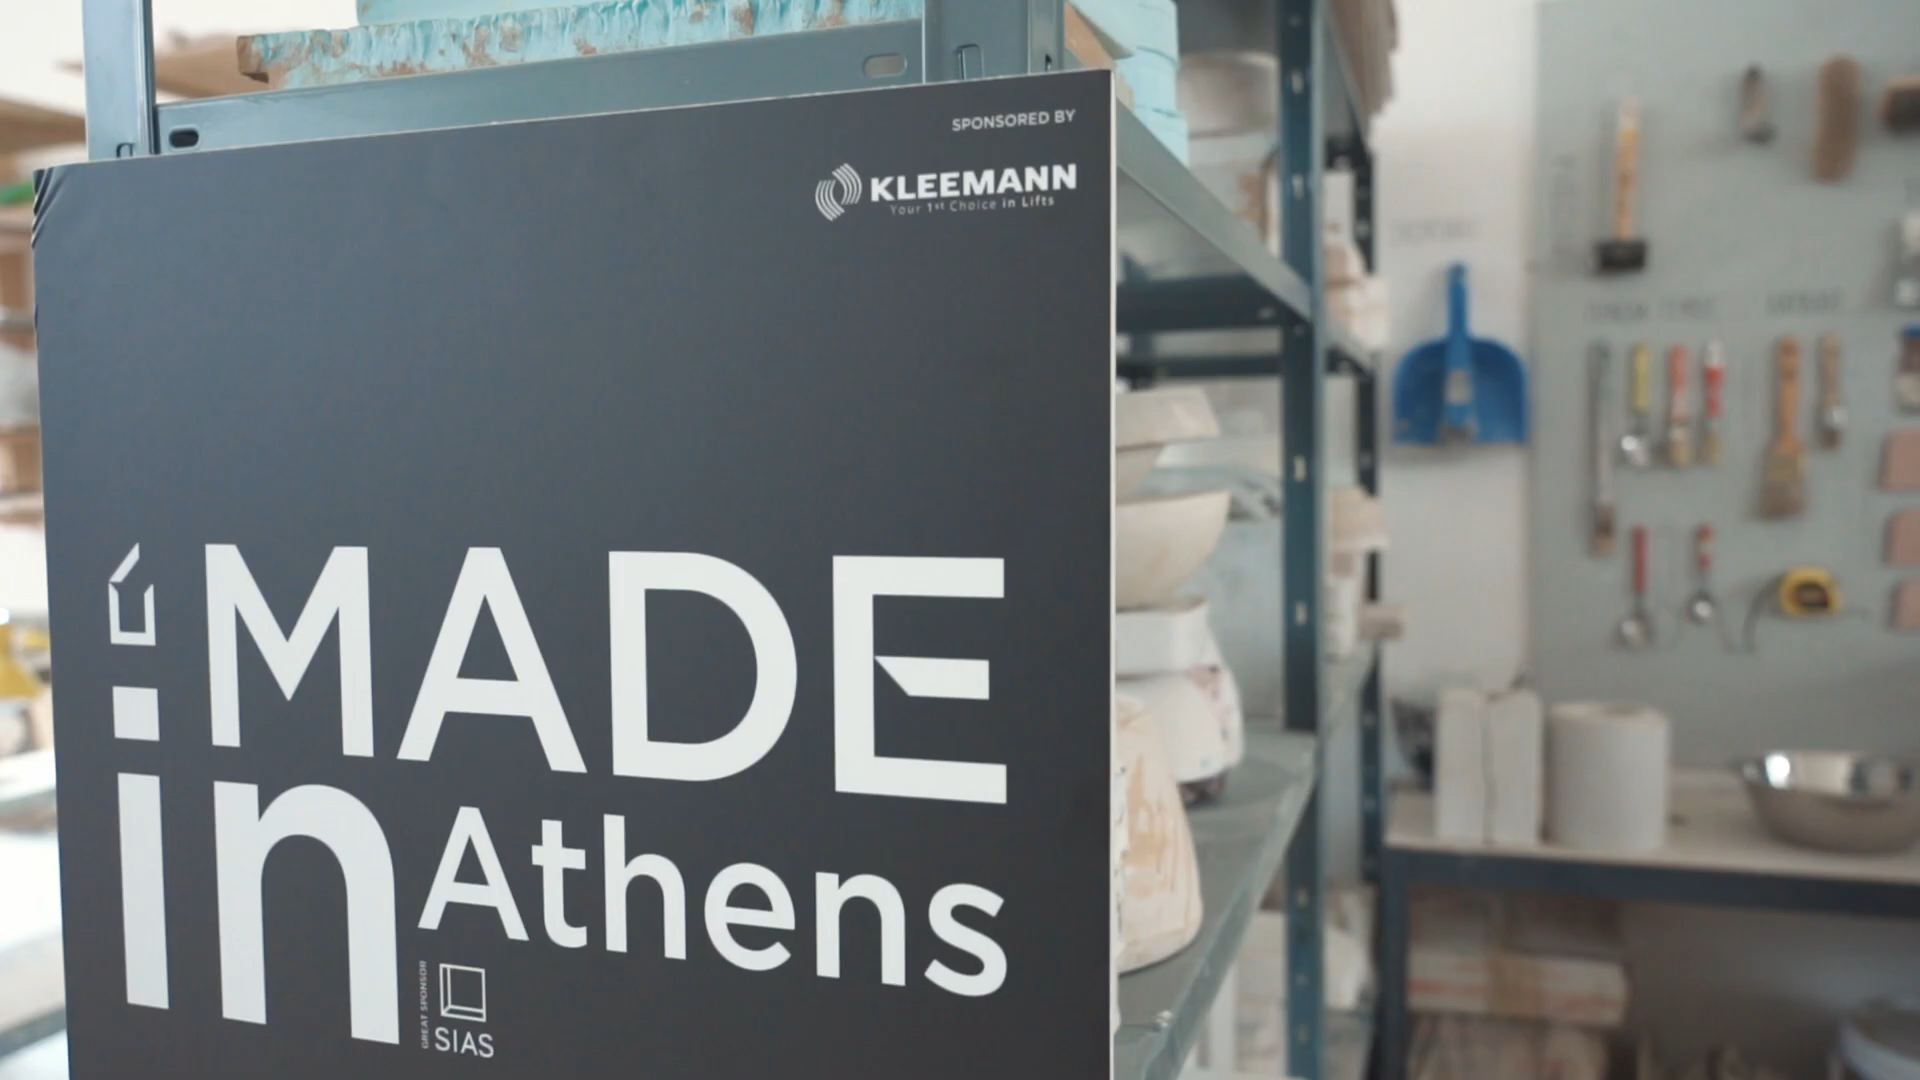 SPONSORED BY
KLEEMANN
Your 1st Choice in Lifts
MADE
in Athens
GREAT SPONSOR
SIAS